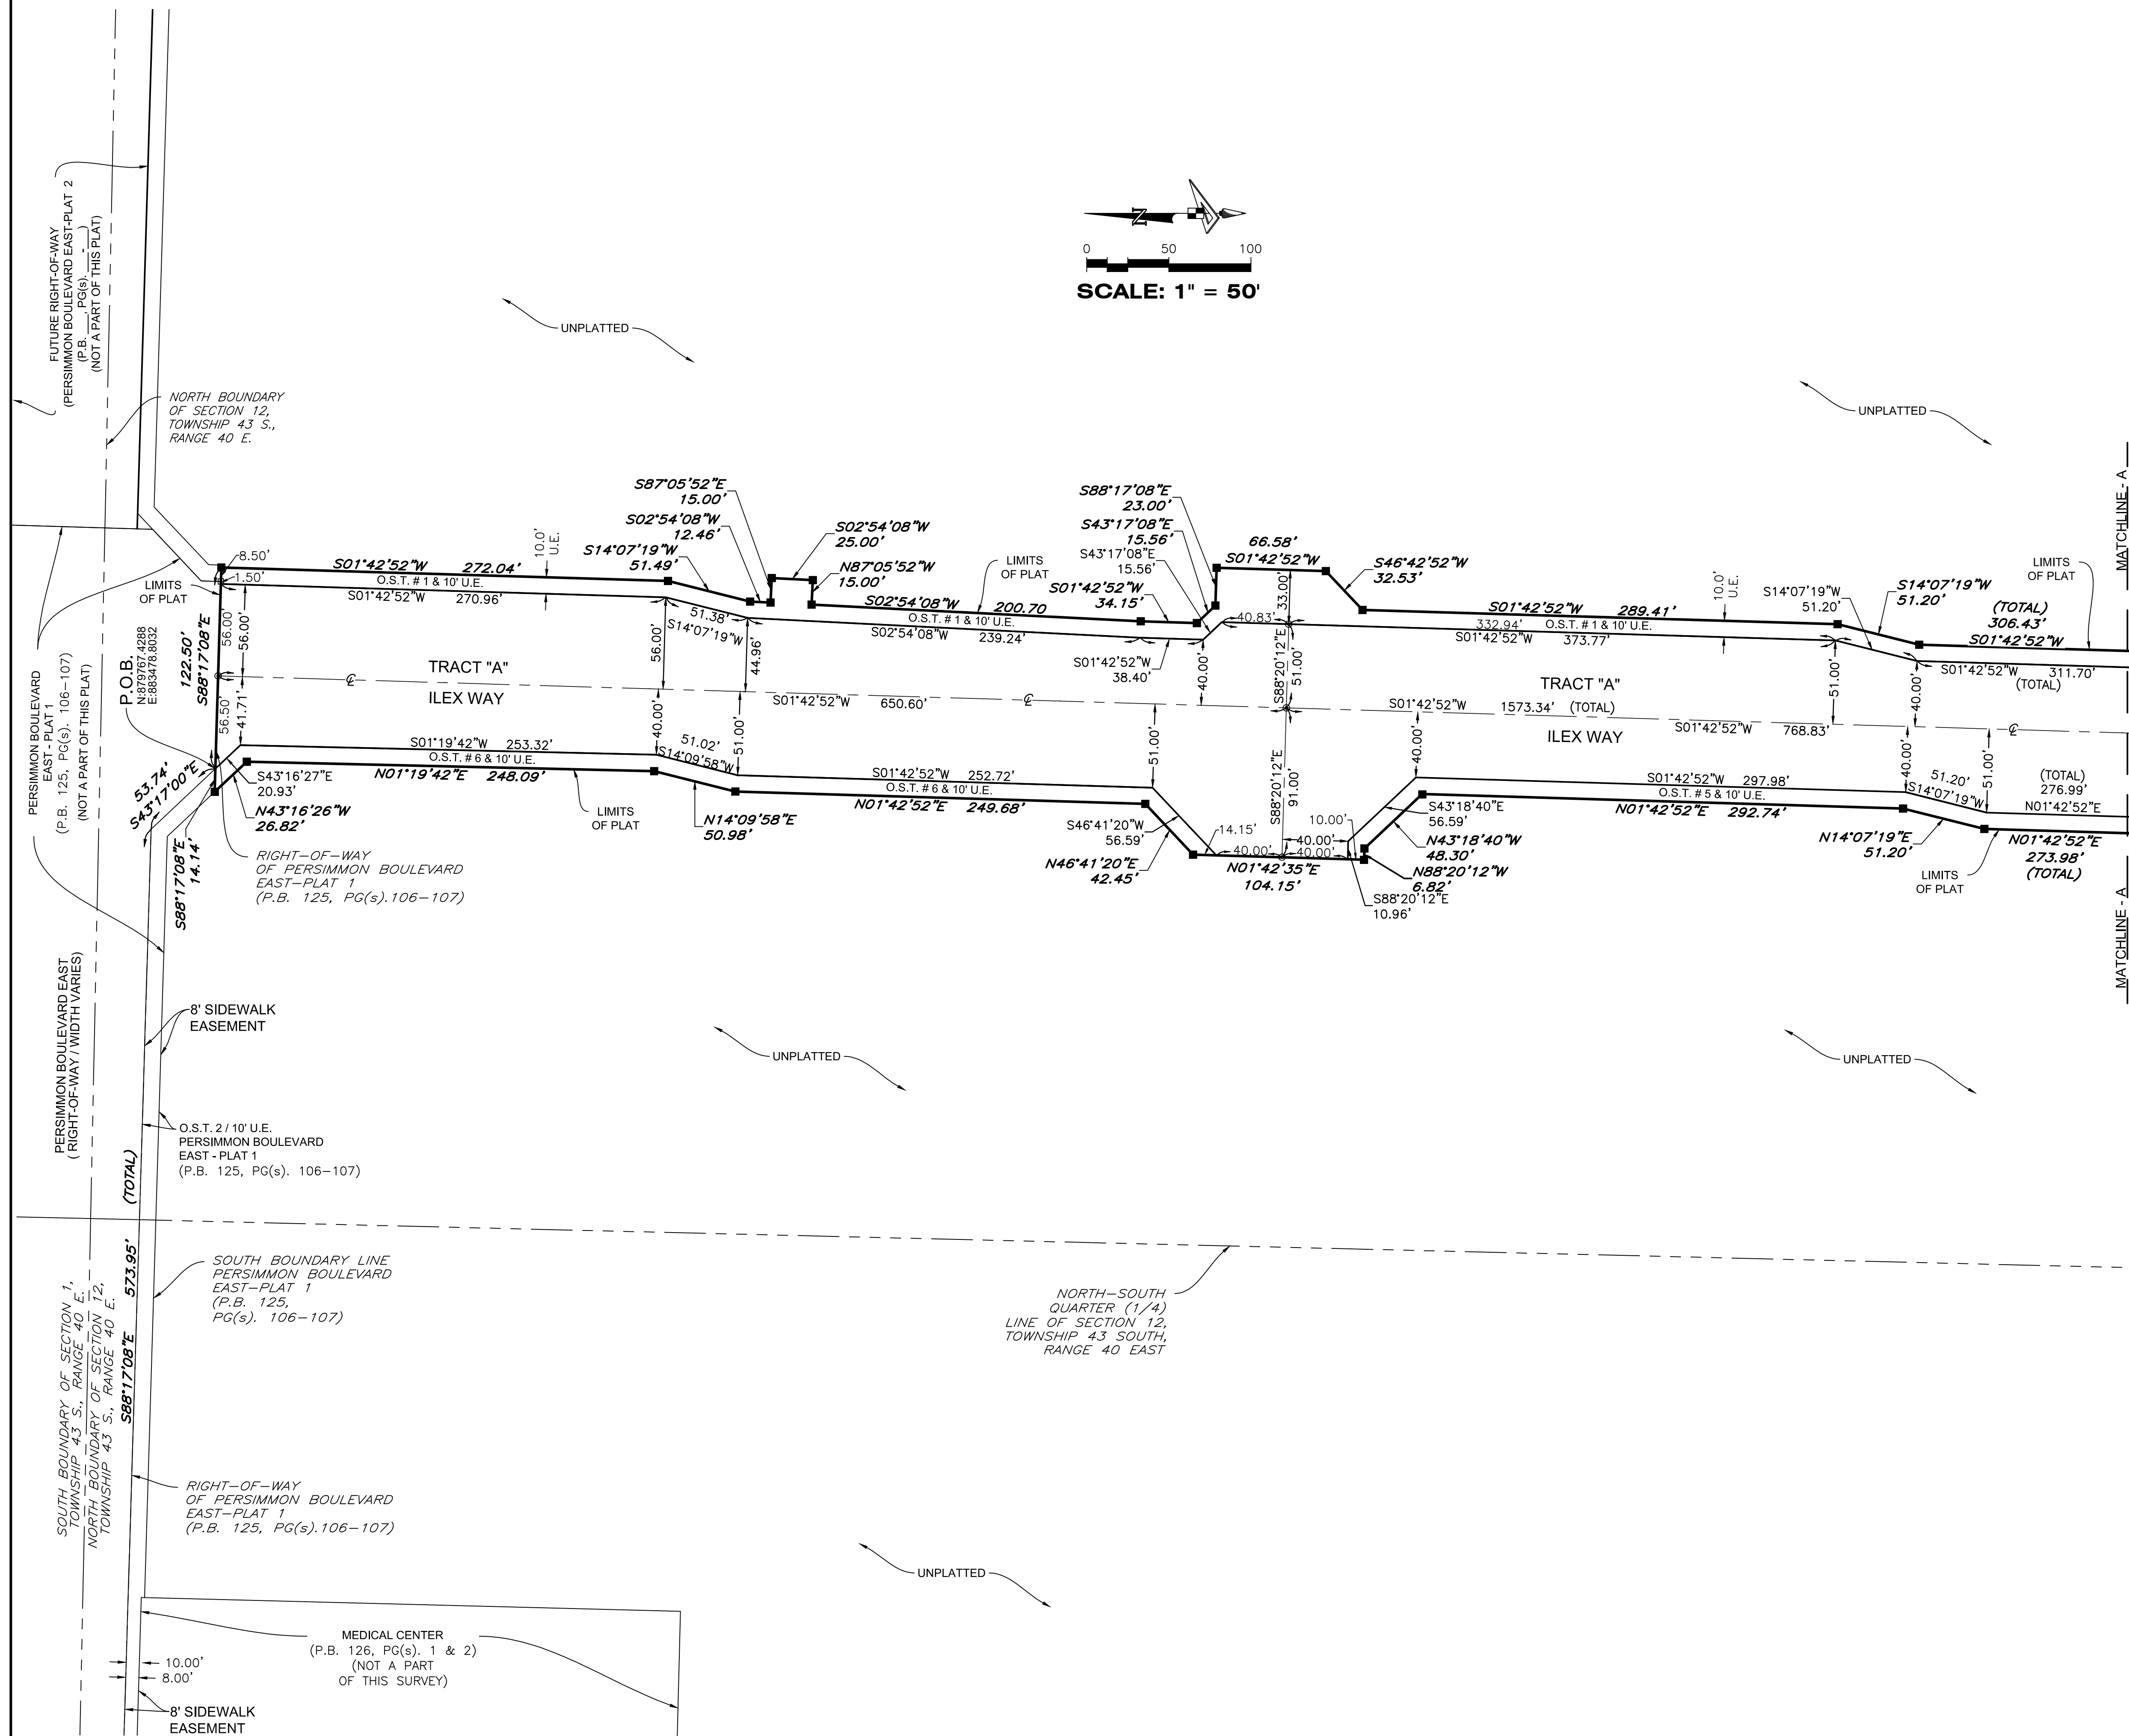 FUTURE RIGHT-OF-WAY
(PERSIMMON BOULEVARD EAST-PLAT 2
(P.B. ____, PG(s). __-__)
(NOT A PART OF THIS PLAT)
NORTH BOUNDARY
OF SECTION 12,
TOWNSHIP 43 S.,
RANGE 40 E.
N
0 50 100
SCALE: 1" = 50'
UNPLATTED
UNPLATTED
MATCHLINE - A
PERSIMMON BOULEVARD
EAST - PLAT 1
(P.B. 125, PG(s). 106-107)
(NOT A PART OF THIS PLAT)
LIMITS
OF PLAT
8.50'
1.50'
P.O.B.
N:879767.4288
E:883478.8032
122.50'
S88°17'08"E
56.00'
56.00'
56.50'
41.71'
S01°42'52"W 272.04'
O.S.T. # 1 & 10' U.E.
S01°42'52"W 270.96'
10.0'
U.E.
S14°07'19"W
51.49'
S02°54'08"W
12.46'
S87°05'52"E
15.00'
S02°54'08"W
25.00'
N87°05'52"W
15.00'
51.38'
S14°07'19"W
56.00'
44.96'
S02°54'08"W 200.70
O.S.T. # 1 & 10' U.E.
S02°54'08"W 239.24'
LIMITS
OF PLAT
S01°42'52"W
34.15'
S01°42'52"W
38.40'
S88°17'08"E
23.00'
S43°17'08"E
15.56'
S43°17'08"E
15.56'
66.58'
S01°42'52"W
S46°42'52"W
32.53'
33.00'
40.83'
40.00'
S88°20'12"E
51.00'
S01°42'52"W 289.41'
332.94' O.S.T. # 1 & 10' U.E.
S01°42'52"W 373.77'
10.0'
U.E.
S14°07'19"W
51.20'
S14°07'19"W
51.20'
LIMITS
OF PLAT
(TOTAL)
306.43'
S01°42'52"W
S01°42'52"W 311.70'
(TOTAL)
51.00'
40.00'
TRACT "A"
ILEX WAY
℄
S01°42'52"W 650.60'
℄
TRACT "A"
S01°42'52"W 1573.34' (TOTAL)
ILEX WAY
S01°42'52"W 768.83'
℄
53.74'
S43°17'00"E
S88°17'08"E
14.14'
S43°16'27"E
20.93'
N43°16'26"W
26.82'
S01°19'42"W 253.32'
O.S.T. # 6 & 10' U.E.
N01°19'42"E 248.09'
LIMITS
OF PLAT
40.00'
51.02'
S14°09'58"W
51.00'
N14°09'58"E
50.98'
S01°42'52"W 252.72'
O.S.T. # 6 & 10' U.E.
N01°42'52"E 249.68'
51.00'
S46°41'20"W
56.59'
N46°41'20"E
42.45'
14.15'
40.00'
S88°20'12"E
91.00'
40.00'
40.00'
10.00'
N01°42'35"E
104.15'
S43°18'40"E
56.59'
N43°18'40"W
48.30'
N88°20'12"W
6.82'
S88°20'12"E
10.96'
40.00'
S01°42'52"W 297.98'
O.S.T. # 5 & 10' U.E.
N01°42'52"E 292.74'
40.00'
51.20'
S14°07'19"W
51.00'
N14°07'19"E
51.20'
(TOTAL)
276.99'
N01°42'52"E
N01°42'52"E
273.98'
(TOTAL)
LIMITS
OF PLAT
MATCHLINE - A
RIGHT-OF-WAY
OF PERSIMMON BOULEVARD
EAST-PLAT 1
(P.B. 125, PG(s).106-107)
PERSIMMON BOULEVARD EAST
( RIGHT-OF-WAY / WIDTH VARIES)
8' SIDEWALK
EASEMENT
UNPLATTED
UNPLATTED
O.S.T. 2 / 10' U.E.
PERSIMMON BOULEVARD
EAST - PLAT 1
(P.B. 125, PG(s). 106-107)
S88°17'08"E 573.95' (TOTAL)
SOUTH BOUNDARY LINE
PERSIMMON BOULEVARD
EAST-PLAT 1
(P.B. 125,
PG(s). 106-107)
NORTH-SOUTH
QUARTER (1/4)
LINE OF SECTION 12,
TOWNSHIP 43 SOUTH,
RANGE 40 EAST
SOUTH BOUNDARY OF SECTION 1,
TOWNSHIP 43 S., RANGE 40 E.
NORTH BOUNDARY OF SECTION 12,
TOWNSHIP 43 S., RANGE 40 E.
RIGHT-OF-WAY
OF PERSIMMON BOULEVARD
EAST-PLAT 1
(P.B. 125, PG(s).106-107)
UNPLATTED
MEDICAL CENTER
(P.B. 126, PG(s). 1 & 2)
(NOT A PART
OF THIS SURVEY)
10.00'
8.00'
8' SIDEWALK
EASEMENT